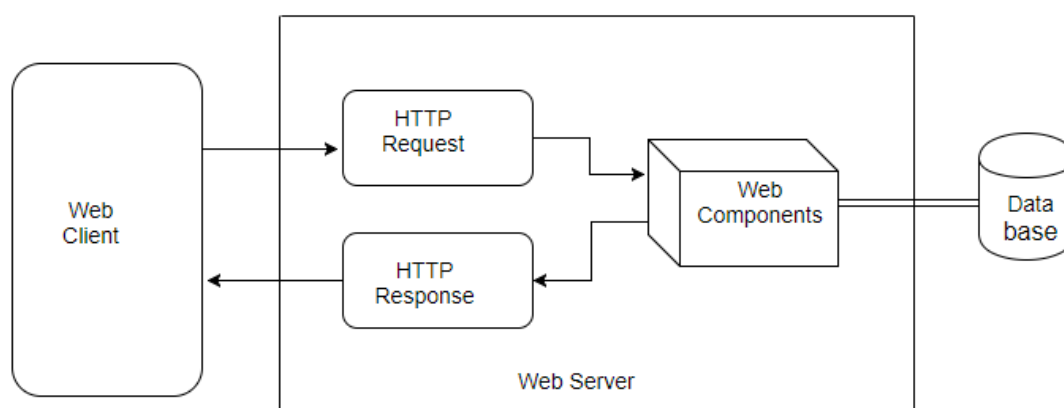 Web
Client
HTTP
Request
HTTP
Response
Web
Components
Data
base
Web Server